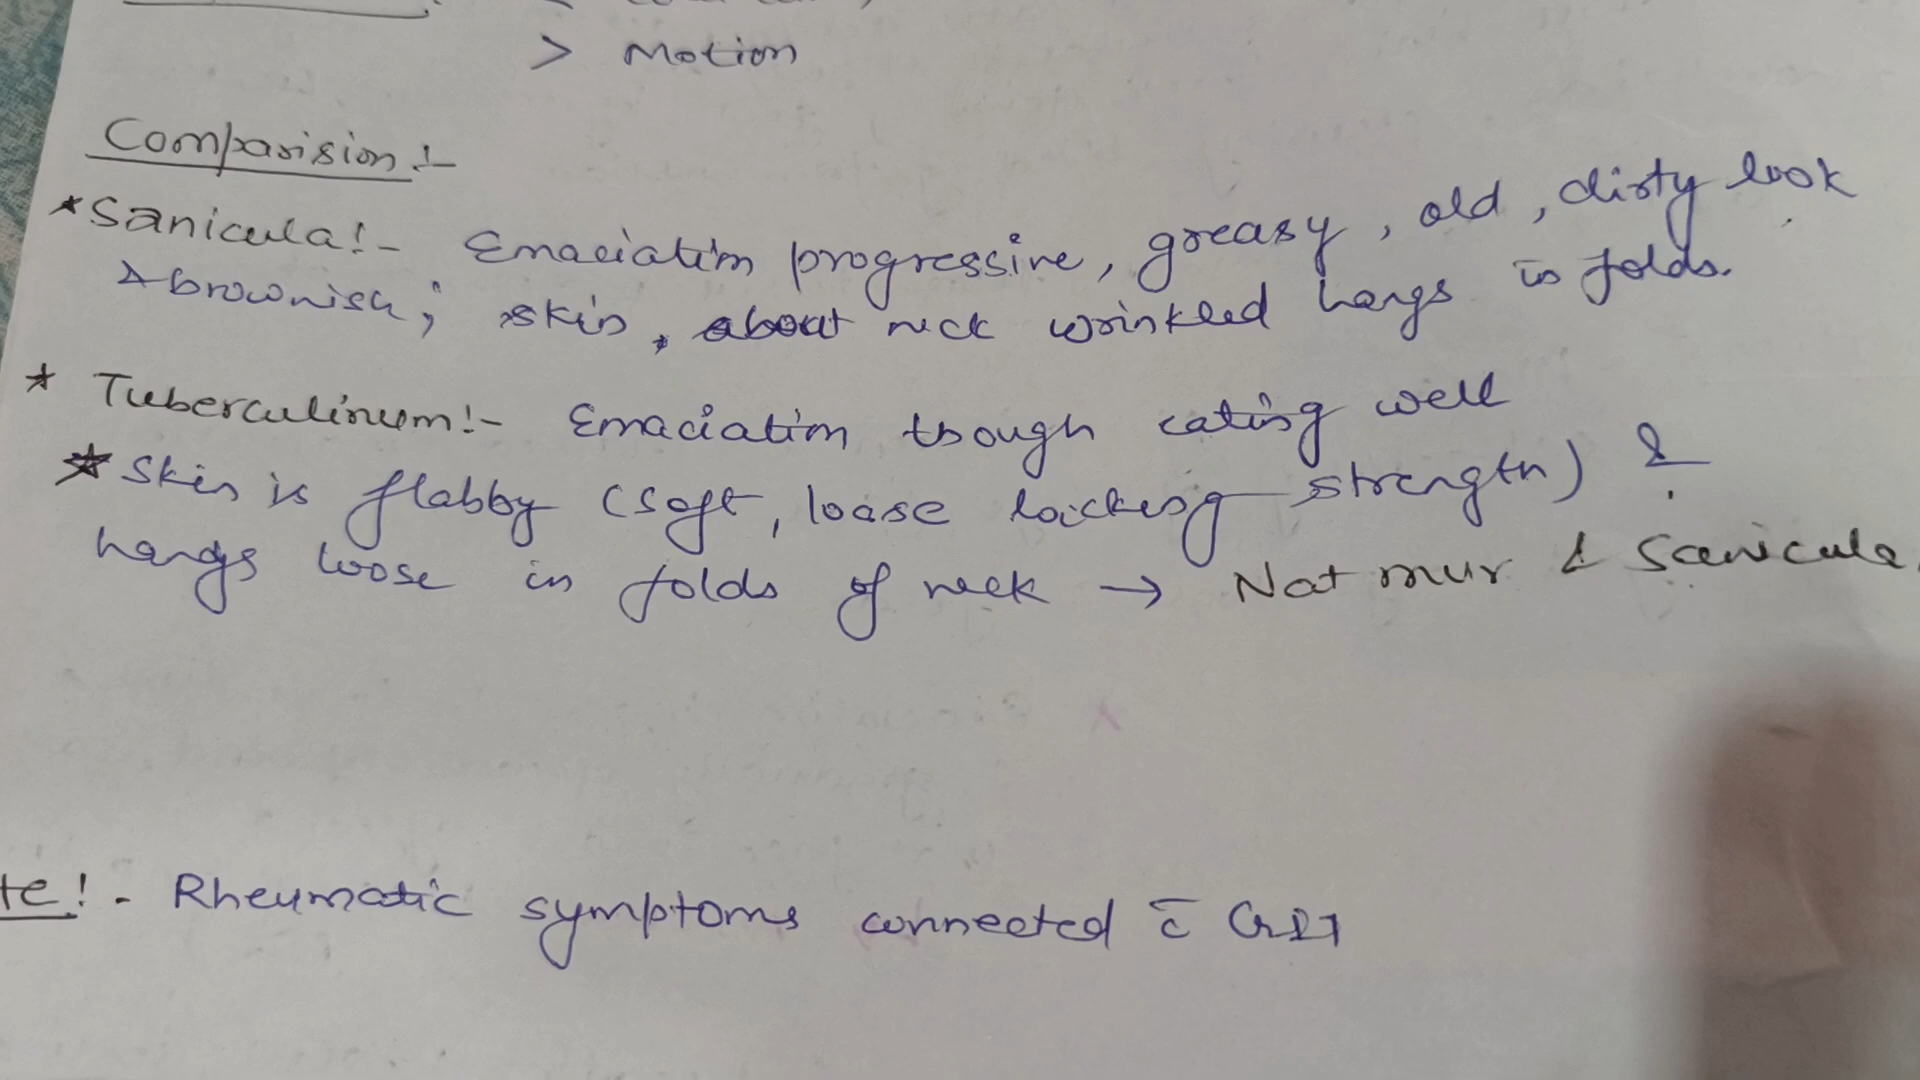 > Motion
Comparision :-
*Sanicula :- Emaciation progressive, greasy, old, dirty look
& brownish; skin, about neck wrinkled hangs in folds.
* Tuberculinum :- Emaciation though eating well
* Skin is flabby (soft, loose lacking strength) &
hangs loose in folds of neck → Nat mur & Sanicula.
te :- Rheumatic symptoms connected c̄ GIT